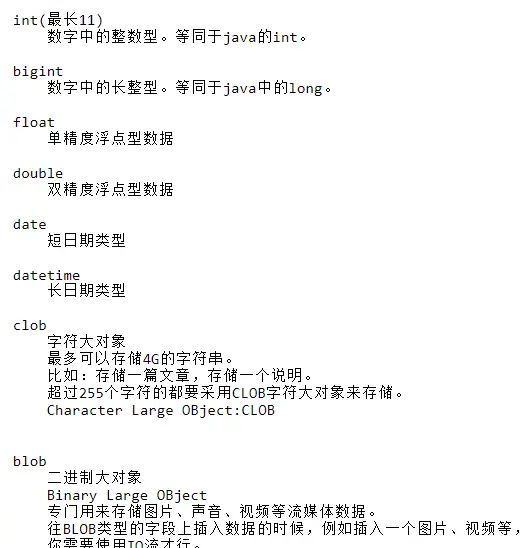 int(最长11)
数字中的整数型。等同于java的int。
bigint
数字中的长整型。等同于java中的long。
float
单精度浮点型数据
double
双精度浮点型数据
date
短日期类型
datetime
长日期类型
clob
字符大对象
最多可以存储4G的字符串。
比如：存储一篇文章，存储一个说明。
超过255个字符的都要采用CLOB字符大对象来存储。
Character Large OBject:CLOB
blob
二进制大对象
Binary Large OBject
专门用来存储图片、声音、视频等流媒体数据。
往BLOB类型的字段上插入数据的时候，例如插入一个图片、视频等，
你需要使用IO流才行。